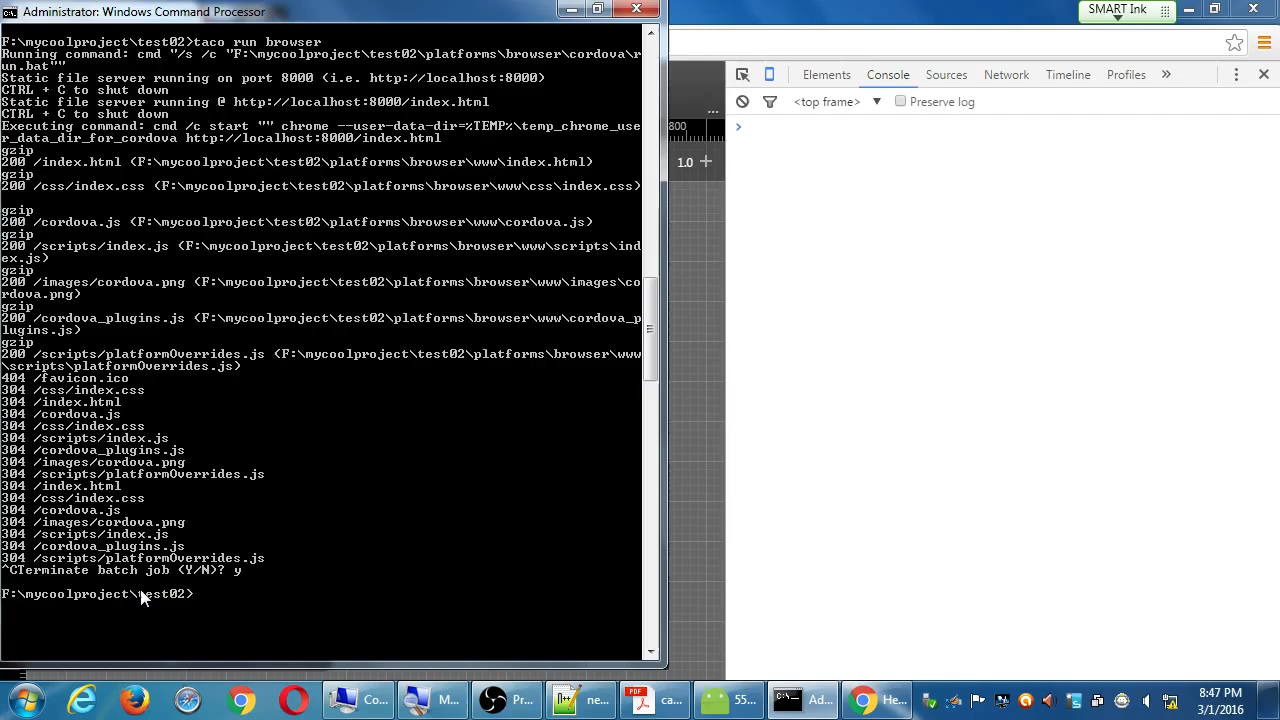 Administrator: Windows Command Processor
SMART Ink
F:\mycoolproject\test02>taco run browser
Running command: cmd "/s /c "F:\mycoolproject\test02\platforms\browser\cordova\r
un.bat""
Static file server running on port 8000 (i.e. http://localhost:8000)
CTRL + C to shut down
Static file server running @ http://localhost:8000/index.html
CTRL + C to shut down
Executing command: cmd /c start "" chrome --user-data-dir=%TEMP%\temp_chrome_use
r_data_dir_for_cordova http://localhost:8000/index.html
gzip
200 /index.html (F:\mycoolproject\test02\platforms\browser\www\index.html)
gzip
200 /css/index.css (F:\mycoolproject\test02\platforms\browser\www\css\index.css)
gzip
200 /cordova.js (F:\mycoolproject\test02\platforms\browser\www\cordova.js)
gzip
200 /scripts/index.js (F:\mycoolproject\test02\platforms\browser\www\scripts\ind
ex.js)
gzip
200 /images/cordova.png (F:\mycoolproject\test02\platforms\browser\www\images\co
rdova.png)
gzip
200 /cordova_plugins.js (F:\mycoolproject\test02\platforms\browser\www\cordova_p
lugins.js)
gzip
200 /scripts/platformOverrides.js (F:\mycoolproject\test02\platforms\browser\www
\scripts\platformOverrides.js)
404 /favicon.ico
304 /css/index.css
304 /index.html
304 /cordova.js
304 /css/index.css
304 /scripts/index.js
304 /cordova_plugins.js
304 /images/cordova.png
304 /scripts/platformOverrides.js
304 /index.html
304 /css/index.css
304 /cordova.js
304 /images/cordova.png
304 /scripts/index.js
304 /cordova_plugins.js
304 /scripts/platformOverrides.js
^CTerminate batch job (Y/N)? y
F:\mycoolproject\test02>
Elements Console Sources Network Timeline Profiles »
<top frame> ▼ Preserve log
...
800
1.0 +
>
Co... M... Pr... ne... PDF ca... 55... C:\. Ad... He...
8:47 PM
3/1/2016